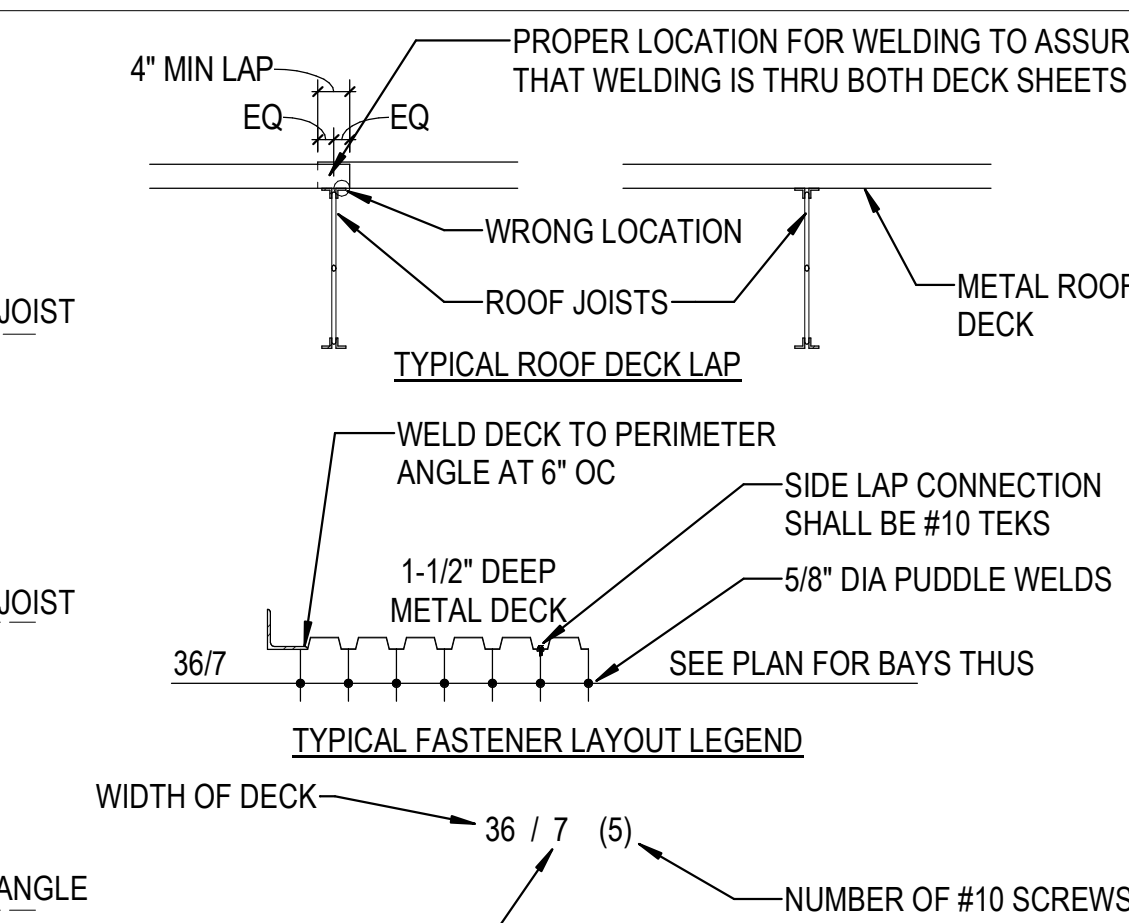 PROPER LOCATION FOR WELDING TO ASSUR
THAT WELDING IS THRU BOTH DECK SHEETS
4" MIN LAP
EQ EQ
WRONG LOCATION
JOIST
ROOF JOISTS
METAL ROOF
DECK
TYPICAL ROOF DECK LAP
WELD DECK TO PERIMETER
ANGLE AT 6" OC
SIDE LAP CONNECTION
SHALL BE #10 TEKS
1-1/2" DEEP
METAL DECK
5/8" DIA PUDDLE WELDS
JOIST
36/7
SEE PLAN FOR BAYS THUS
TYPICAL FASTENER LAYOUT LEGEND
WIDTH OF DECK
36 / 7 (5)
ANGLE
NUMBER OF #10 SCREWS